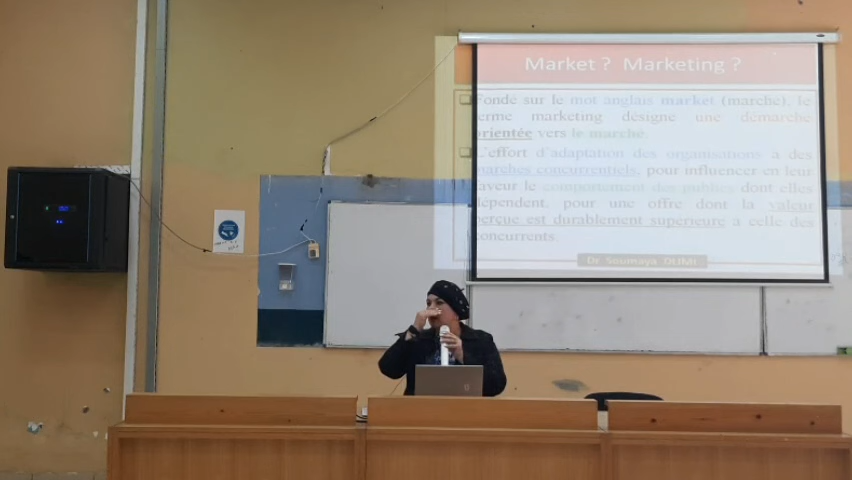 Market ? Marketing ?
Fondé sur le mot anglais market (marché), le
terme marketing désigne une démarche
orientée vers le marché.
L'effort d'adaptation des organisations à des
marchés concurrentiels, pour influencer en leur
faveur le comportement des publics dont elles
dépendent, pour une offre dont la valeur
perçue est durablement supérieure à celle des
concurrents.
Dr Soumaya